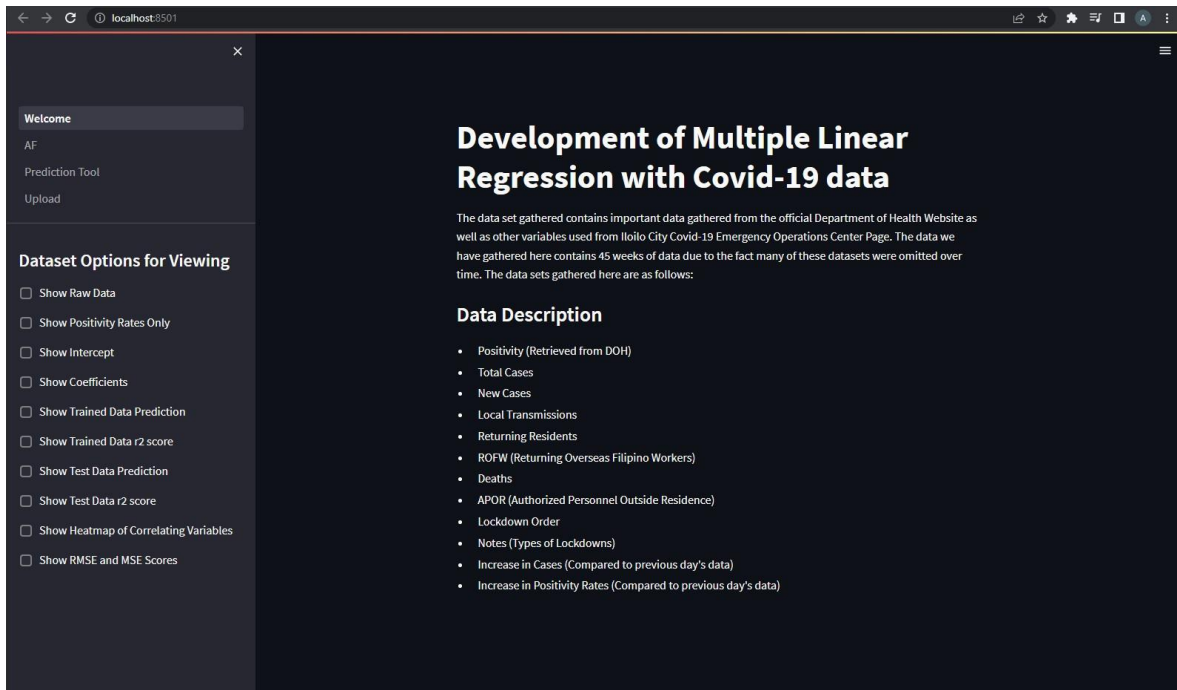 localhost:8501
A
Welcome
AF
Prediction Tool
Upload
Dataset Options for Viewing
Show Raw Data
Show Positivity Rates Only
Show Intercept
Show Coefficients
Show Trained Data Prediction
Show Trained Data r2 score
Show Test Data Prediction
Show Test Data r2 score
Show Heatmap of Correlating Variables
Show RMSE and MSE Scores
Development of Multiple Linear
Regression with Covid-19 data
The data set gathered contains important data gathered from the official Department of Health Website as
well as other variables used from Iloilo City Covid-19 Emergency Operations Center Page. The data we
have gathered here contains 45 weeks of data due to the fact many of these datasets were omitted over
time. The data sets gathered here are as follows:
Data Description
• Positivity (Retrieved from DOH)
• Total Cases
• New Cases
• Local Transmissions
• Returning Residents
• ROFW (Returning Overseas Filipino Workers)
• Deaths
• APOR (Authorized Personnel Outside Residence)
• Lockdown Order
• Notes (Types of Lockdowns)
• Increase in Cases (Compared to previous day's data)
• Increase in Positivity Rates (Compared to previous day's data)